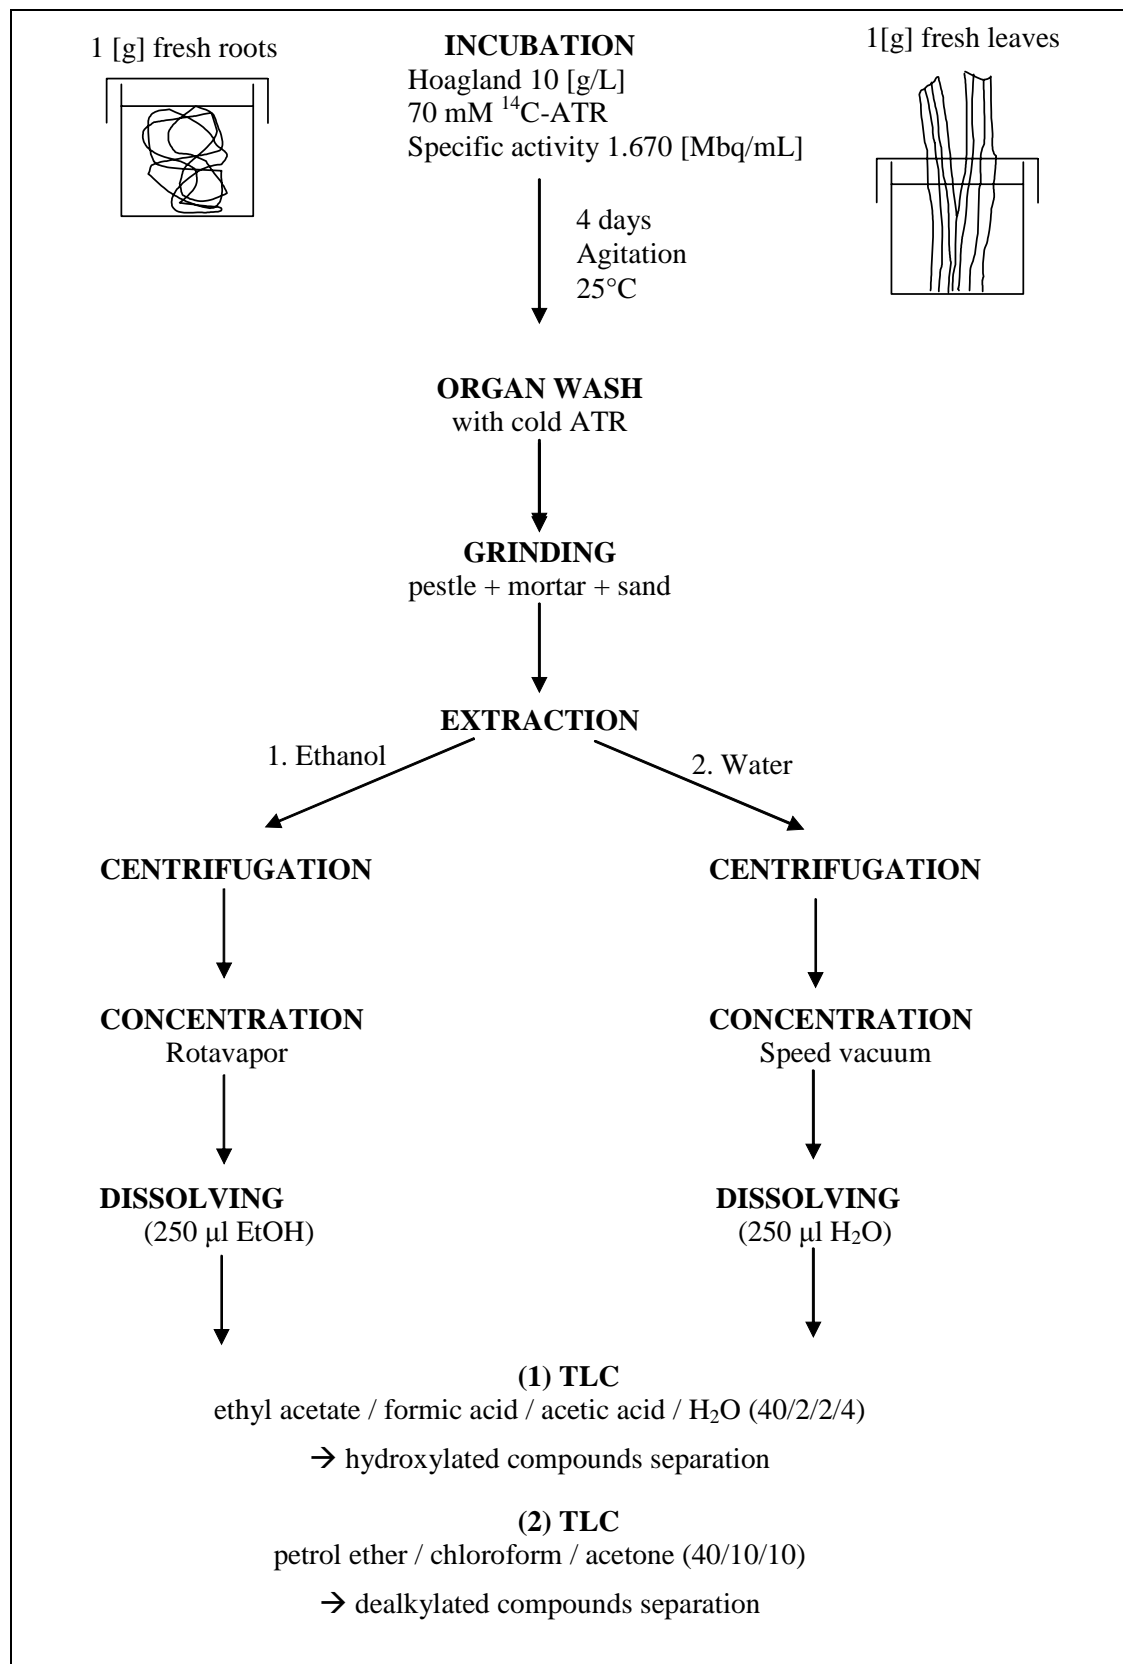 1 [g] fresh roots
INCUBATION
Hoagland 10 [g/L]
70 mM ¹⁴C-ATR
Specific activity 1.670 [Mbq/mL]
1[g] fresh leaves
4 days
Agitation
25°C
ORGAN WASH
with cold ATR
GRINDING
pestle + mortar + sand
EXTRACTION
1. Ethanol
2. Water
CENTRIFUGATION
CENTRIFUGATION
CONCENTRATION
Rotavapor
CONCENTRATION
Speed vacuum
DISSOLVING
(250 μl EtOH)
DISSOLVING
(250 μl H₂O)
(1) TLC
ethyl acetate / formic acid / acetic acid / H₂O (40/2/2/4)
→ hydroxylated compounds separation
(2) TLC
petrol ether / chloroform / acetone (40/10/10)
→ dealkylated compounds separation